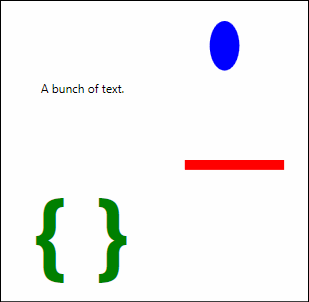 A bunch of text.
{ }